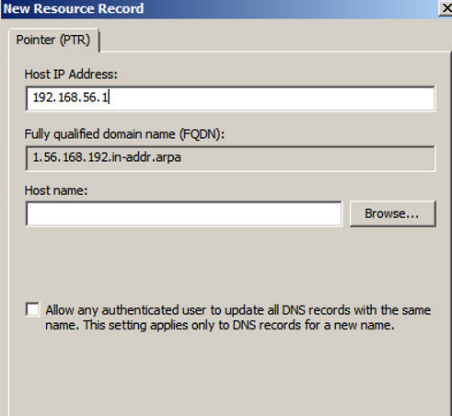 New Resource Record
Pointer (PTR)
Host IP Address:
192.168.56.1
Fully qualified domain name (FQDN):
1.56.168.192.in-addr.arpa
Host name:
Browse...
Allow any authenticated user to update all DNS records with the same
name. This setting applies only to DNS records for a new name.